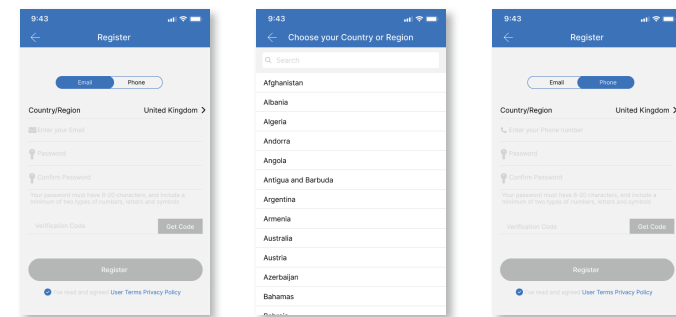 9:43
Register
Email Phone
Country/Region United Kingdom >
Enter your Email
Password
Confirm Password
Your password must have 8-20 characters, and include a
minimum of two types of numbers, letters and symbols
Verification Code Get Code
Register
I've read and agreed User Terms Privacy Policy
9:43
Choose your Country or Region
Search
Afghanistan
Albania
Algeria
Andorra
Angola
Antigua and Barbuda
Argentina
Armenia
Australia
Austria
Azerbaijan
Bahamas
Bahrain
9:43
Register
Email Phone
Country/Region United Kingdom >
Enter your Phone number
Password
Confirm Password
Your password must have 8-20 characters, and include a
minimum of two types of numbers, letters and symbols
Verification Code Get Code
Register
I've read and agreed User Terms Privacy Policy